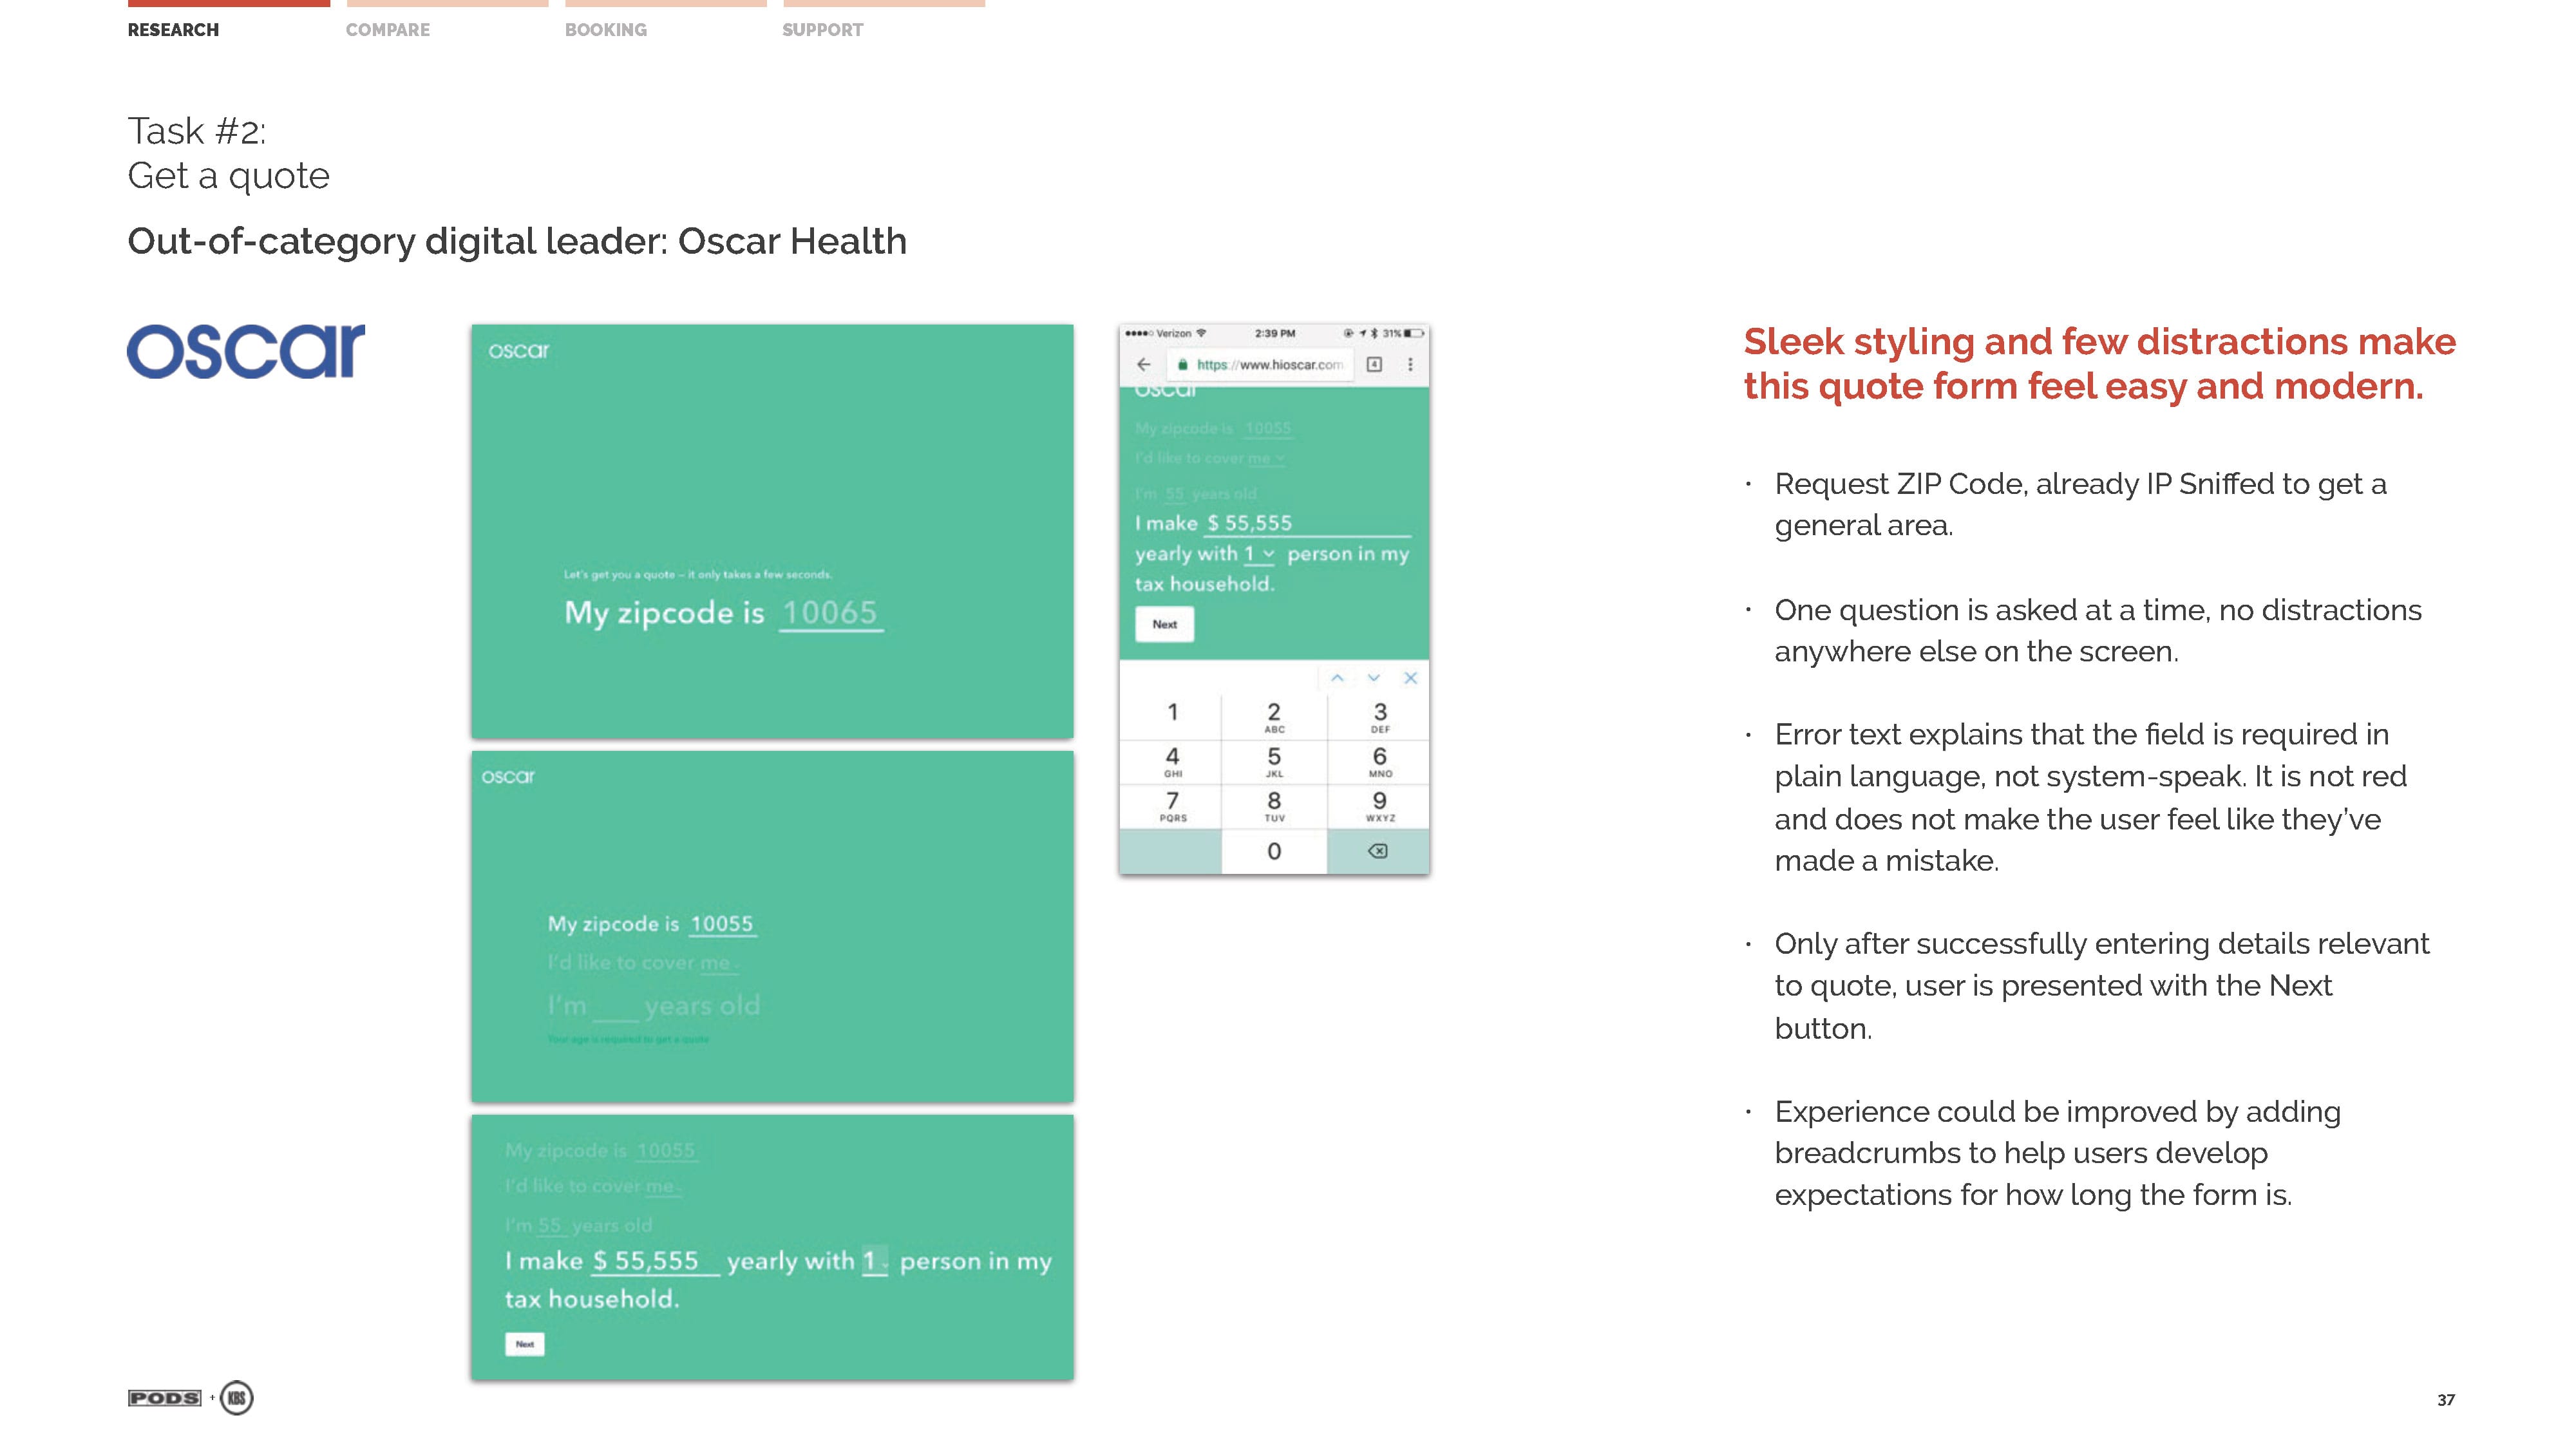 RESEARCH
COMPARE
BOOKING
SUPPORT
Task #2:
Get a quote
Out-of-category digital leader: Oscar Health
oscar
oscar
Let's get you a quote – it only takes a few seconds.
My zipcode is 10065
oscar
My zipcode is 10055
I'd like to cover me
I'm ___ years old
Your age is required to get a quote
My zipcode is 10055
I'd like to cover me
I'm 55 years old
I make $ 55,555 yearly with 1 person in my
tax household.
Next
Verizon 2:39 PM 31%
https://www.hioscar.com 4
oscar
My zipcode is 10055
I'd like to cover me
I'm 55 years old
I make $ 55,555
yearly with 1 person in my
tax household.
Next
1 2 3
ABC DEF
4 5 6
GHI JKL MNO
7 8 9
PQRS TUV WXYZ
0
Sleek styling and few distractions make
this quote form feel easy and modern.
· Request ZIP Code, already IP Sniffed to get a
general area.
· One question is asked at a time, no distractions
anywhere else on the screen.
· Error text explains that the field is required in
plain language, not system-speak. It is not red
and does not make the user feel like they've
made a mistake.
· Only after successfully entering details relevant
to quote, user is presented with the Next
button.
· Experience could be improved by adding
breadcrumbs to help users develop
expectations for how long the form is.
PODS + KBS
37